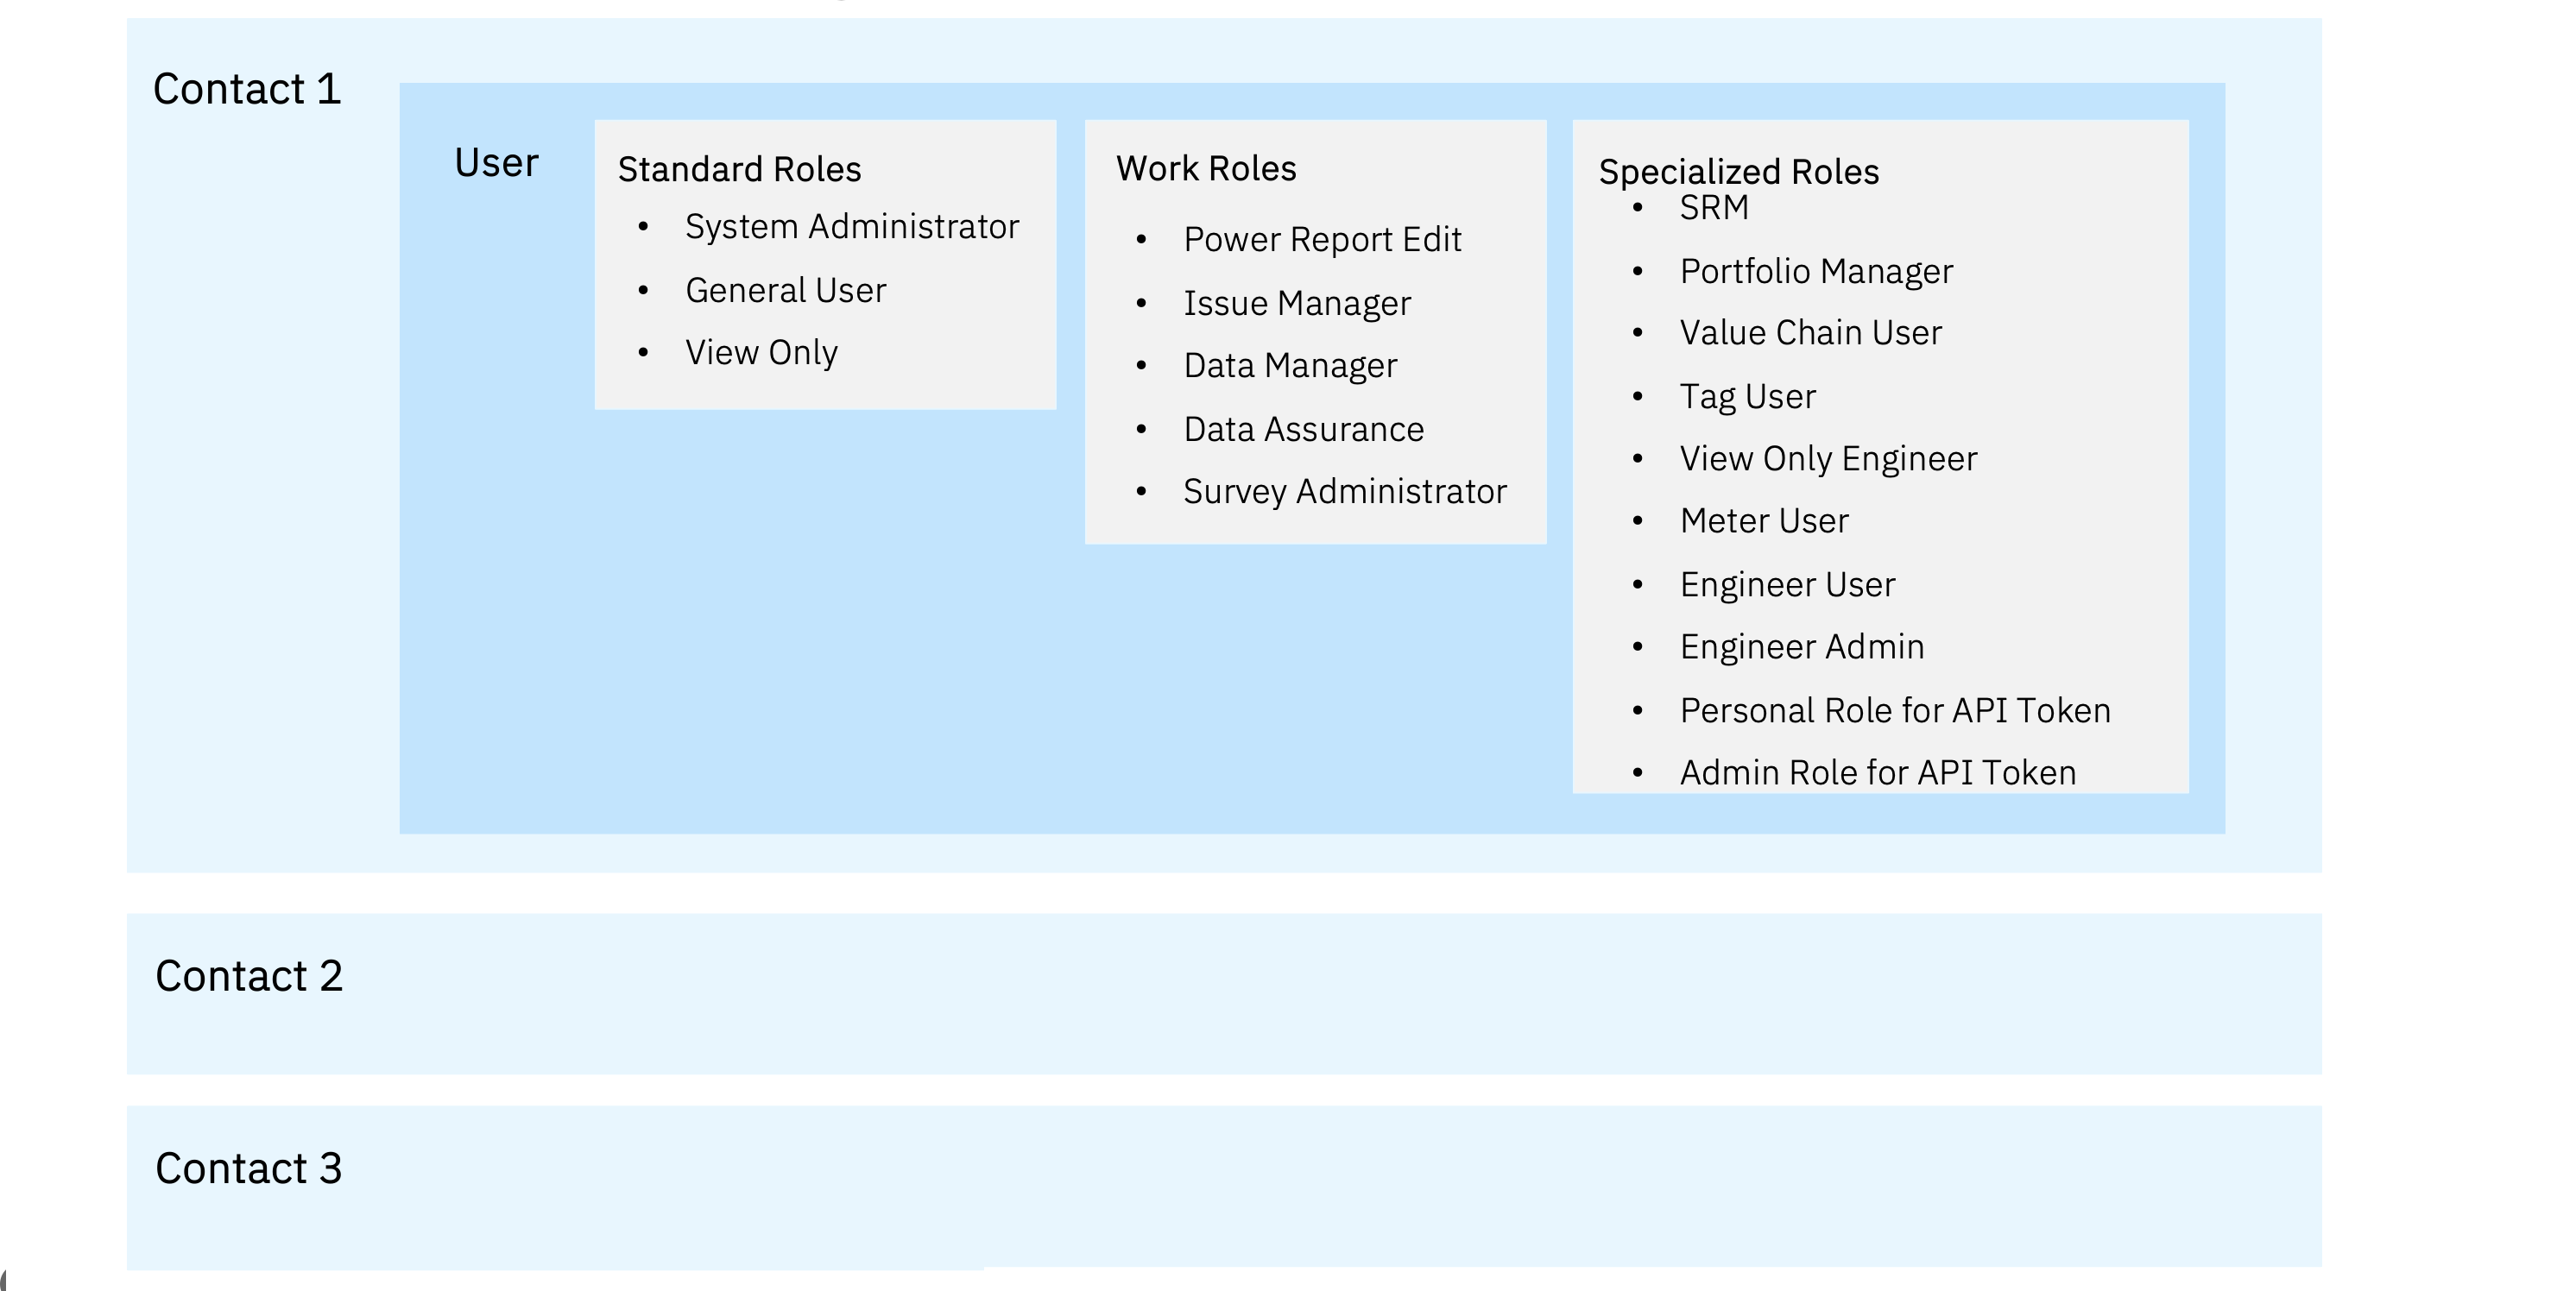 Contact 1
User
Standard Roles
• System Administrator
• General User
• View Only
Work Roles
• Power Report Edit
• Issue Manager
• Data Manager
• Data Assurance
• Survey Administrator
Specialized Roles
• SRM
• Portfolio Manager
• Value Chain User
• Tag User
• View Only Engineer
• Meter User
• Engineer User
• Engineer Admin
• Personal Role for API Token
• Admin Role for API Token
Contact 2
Contact 3